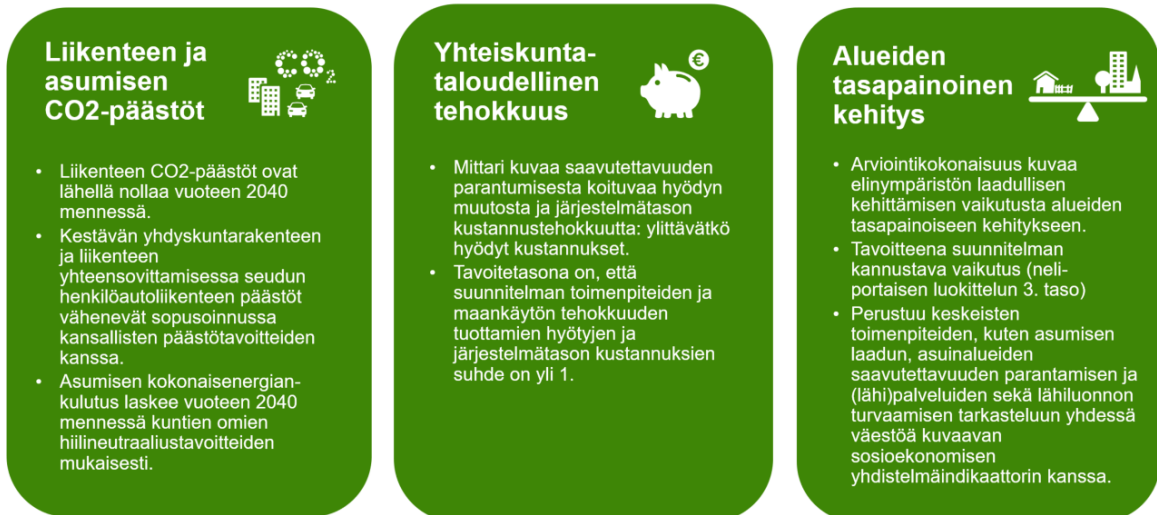 Liikenteen ja
asumisen
CO2-päästöt
CO2
• Liikenteen CO2-päästöt ovat
lähellä nollaa vuoteen 2040
mennessä.
• Kestävän yhdyskuntarakenteen
ja liikenteen
yhteensovittamisessa seudun
henkilöautoliikenteen päästöt
vähenevät sopusoinnussa
kansallisten päästötavoitteiden
kanssa.
• Asumisen kokonaisenergian-
kulutus laskee vuoteen 2040
mennessä kuntien omien
hiilineutraaliustavoitteiden
mukaisesti.
Yhteiskunta-
taloudellinen
tehokkuus
€
• Mittari kuvaa saavutettavuuden
parantumisesta koituvaa hyödyn
muutosta ja järjestelmätason
kustannustehokkuutta: ylittävätkö
hyödyt kustannukset.
• Tavoitetasona on, että
suunnitelman toimenpiteiden ja
maankäytön tehokkuuden
tuottamien hyötyjen ja
järjestelmätason kustannuksien
suhde on yli 1.
Alueiden
tasapainoinen
kehitys
• Arviointikokonaisuus kuvaa
elinympäristön laadullisen
kehittämisen vaikutusta alueiden
tasapainoiseen kehitykseen.
• Tavoitteena suunnitelman
kannustava vaikutus (neli-
portaisen luokittelun 3. taso)
• Perustuu keskeisten
toimenpiteiden, kuten asumisen
laadun, asuinalueiden
saavutettavuuden parantamisen ja
(lähi)palveluiden sekä lähiluonnon
turvaamisen tarkasteluun yhdessä
väestöä kuvaavan
sosioekonomisen
yhdistelmäindikaattorin kanssa.